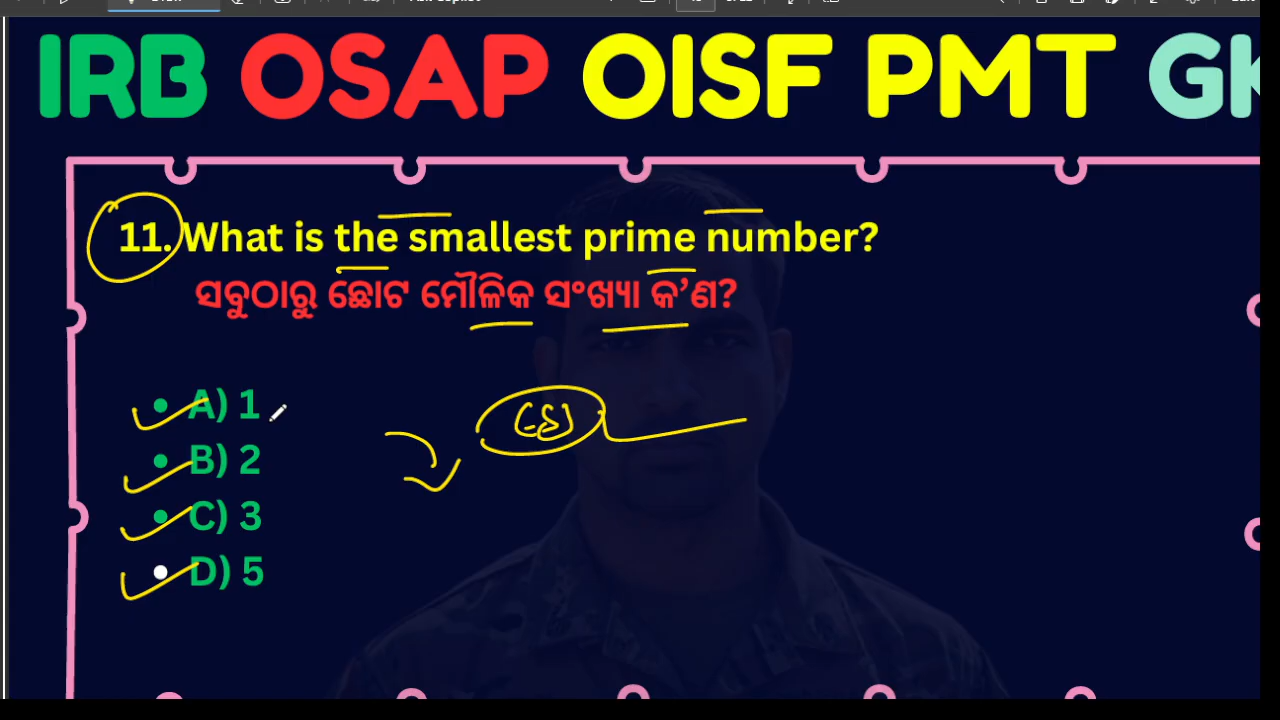 IRB OSAP OISF PMT GK
11. What is the smallest prime number?
ସବୁଠାରୁ ଛୋଟ ମୌଳିକ ସଂଖ୍ୟା କ'ଣ?
A) 1
B) 2
C) 3
D) 5